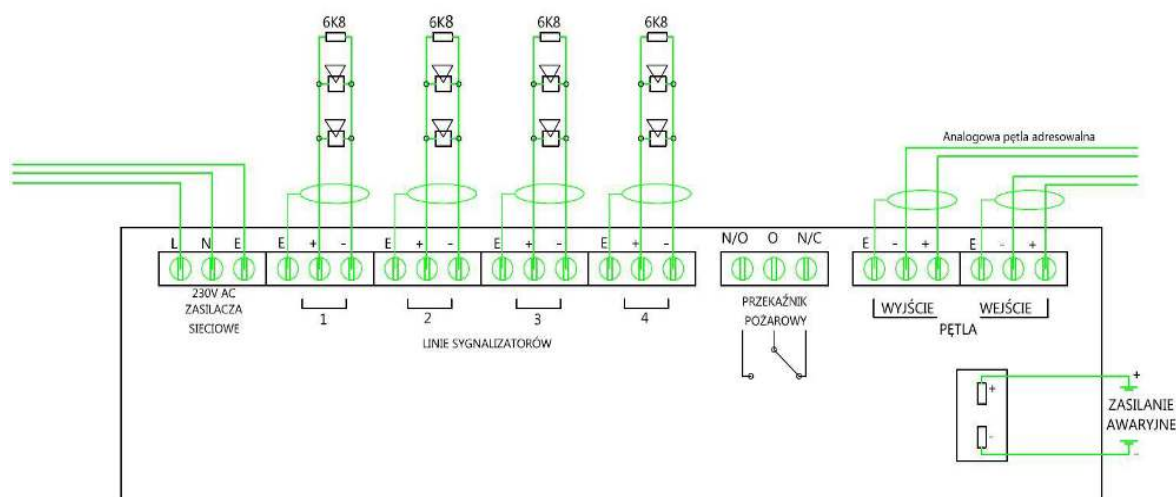 6K8 6K8 6K8 6K8
Analogowa pętla adresowalna
L N E E + - E + - E + - E + - N/O O N/C E - + E - +
230V AC
ZASILACZA
SIECIOWE
1 2 3 4
LINIE SYGNALIZATORÓW
PRZEKAŹNIK
POŻAROWY
WYJŚCIE WEJŚCIE
PĘTLA
+
-
+
ZASILANIE
AWARYJNE
-